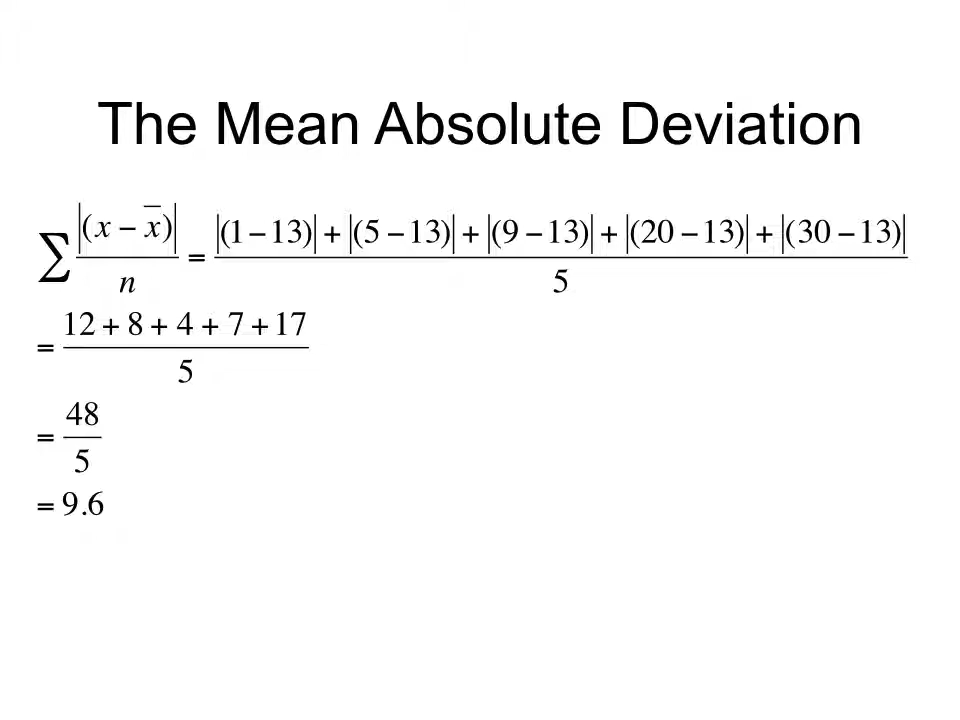 The Mean Absolute Deviation
∑ |(x − x̅)| / n = |(1 − 13)| + |(5 − 13)| + |(9 − 13)| + |(20 − 13)| + |(30 − 13)| / 5
= 12 + 8 + 4 + 7 + 17 / 5
= 48 / 5
= 9.6